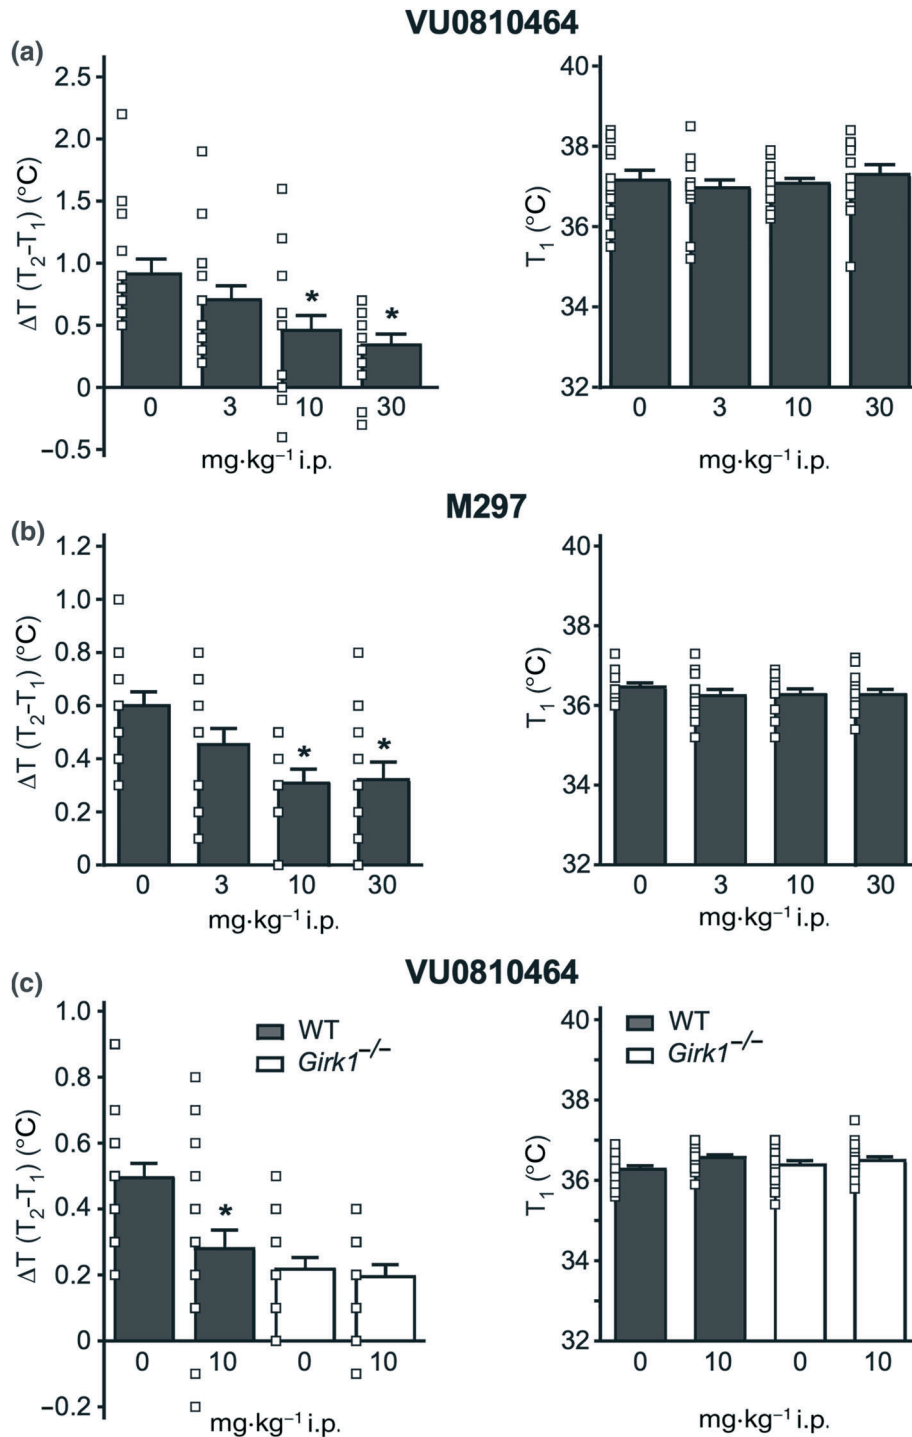 VU0810464
(a)
ΔT (T2-T1) (°C)
2.5
2.0
1.5
1.0
0.5
0
−0.5
*
*
0 3 10 30
mg·kg−1 i.p.
T1 (°C)
40
38
36
34
32
0 3 10 30
mg·kg−1 i.p.
M297
(b)
ΔT (T2-T1) (°C)
1.2
1.0
0.8
0.6
0.4
0.2
0
*
*
0 3 10 30
mg·kg−1 i.p.
T1 (°C)
40
38
36
34
32
0 3 10 30
mg·kg−1 i.p.
VU0810464
(c)
ΔT (T2-T1) (°C)
1.0
0.8
0.6
0.4
0.2
0
−0.2
WT
Girk1−/−
*
0 10 0 10
mg·kg−1 i.p.
T1 (°C)
40
38
36
34
32
WT
Girk1−/−
0 10 0 10
mg·kg−1 i.p.